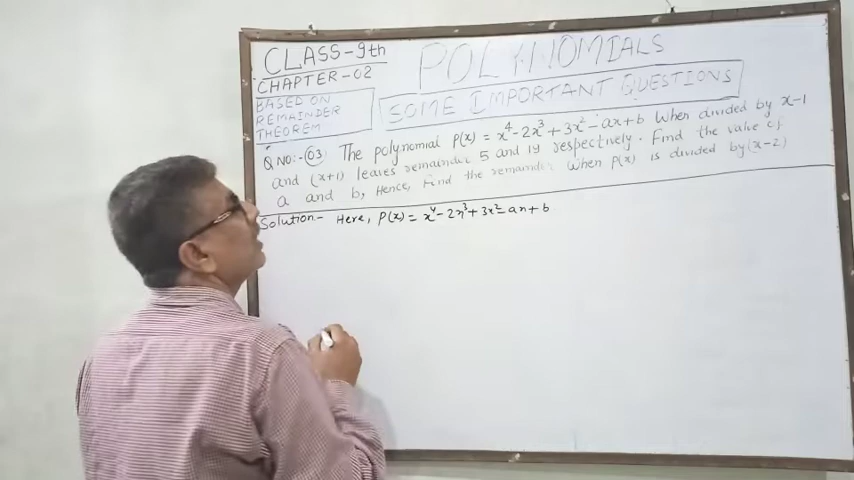 CLASS-9th
CHAPTER-02
BASED ON
REMAINDER
THEOREM
POLYNOMIALS
SOME IMPORTANT QUESTIONS
Q.NO:-03 The polynomial P(x) = x⁴-2x³+3x²-ax+b when divided by x-1
and (x+1) leaves remainder 5 and 19 respectively. Find the value of
a and b, Hence, Find the remainder when p(x) is divided by (x-2)
Solution:- Here, P(x) = x⁴-2x³+3x²-ax+b